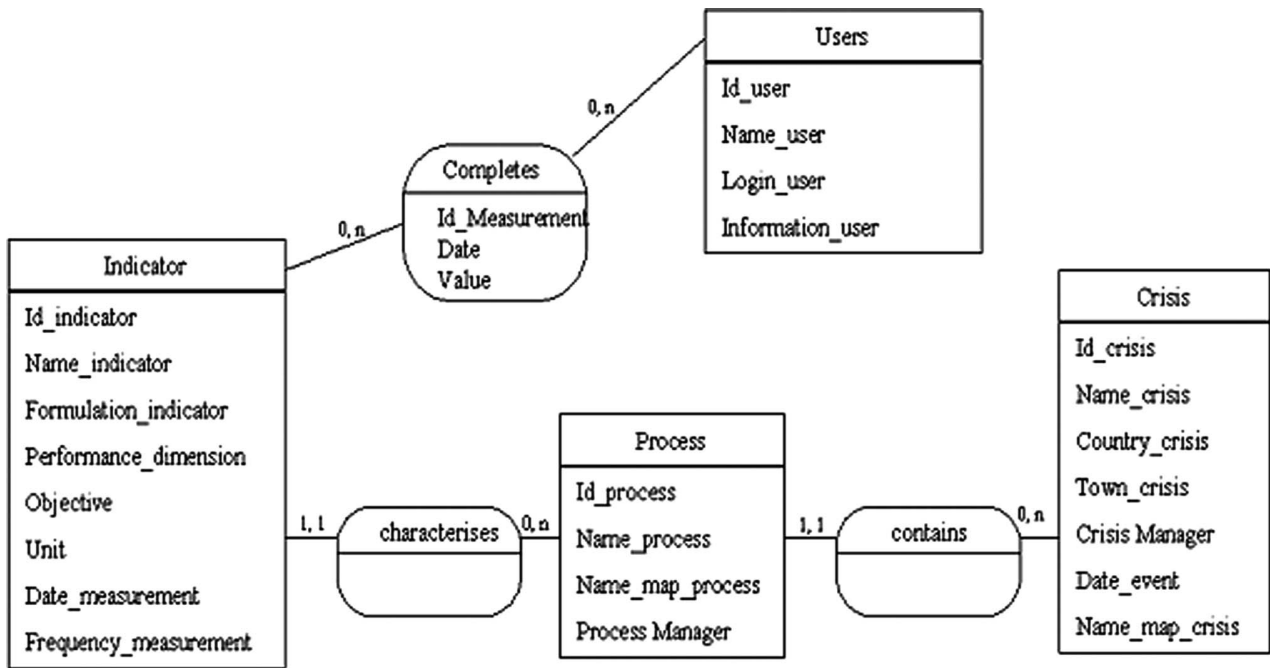 Users
Id_user
Name_user
Login_user
Information_user
0, n
Completes
Id_Measurement
Date
Value
0, n
Indicator
Id_indicator
Name_indicator
Formulation_indicator
Performance_dimension
Objective
Unit
Date_measurement
Frequency_measurement
1, 1
characterises
0, n
Process
Id_process
Name_process
Name_map_process
Process Manager
1, 1
contains
0, n
Crisis
Id_crisis
Name_crisis
Country_crisis
Town_crisis
Crisis Manager
Date_event
Name_map_crisis